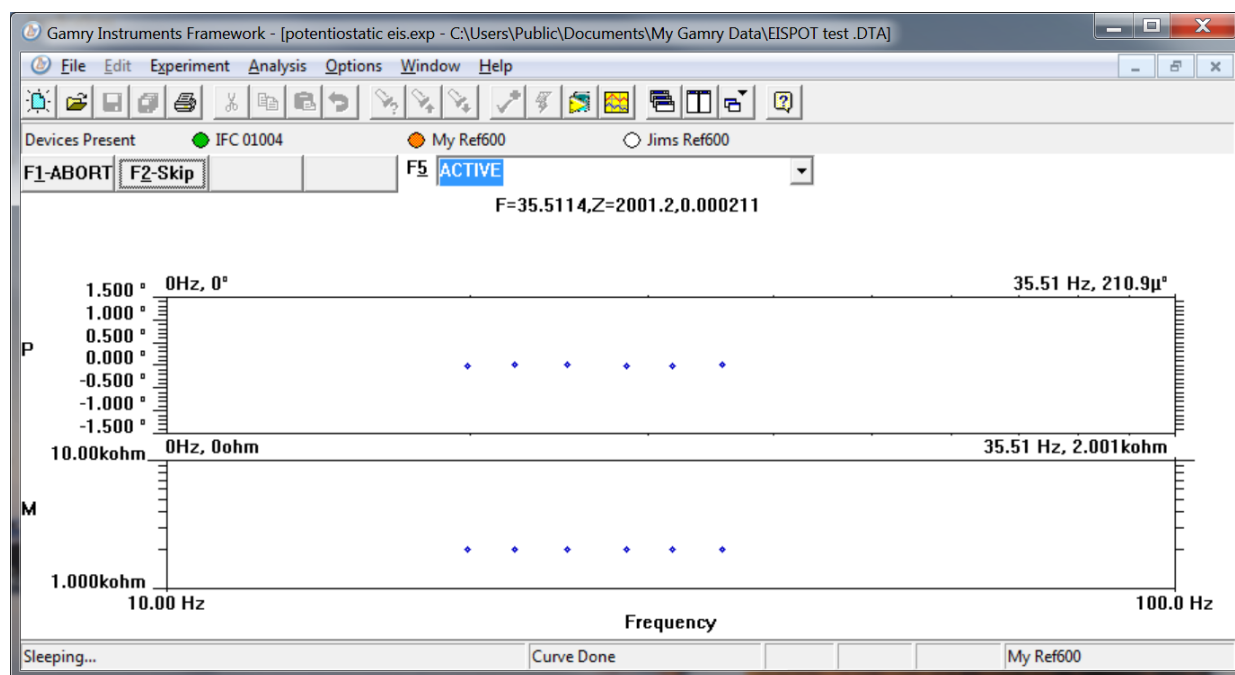 Gamry Instruments Framework - [potentiostatic eis.exp - C:\Users\Public\Documents\My Gamry Data\EISPOT test .DTA]
File Edit Experiment Analysis Options Window Help
Devices Present IFC 01004 My Ref600 Jims Ref600
F1-ABORT F2-Skip F5 ACTIVE
F=35.5114,Z=2001.2,0.000211
0Hz, 0° 35.51 Hz, 210.9µ°
1.500 °
1.000 °
0.500 °
P
0.000 °
-0.500 °
-1.000 °
-1.500 °
0Hz, 0ohm 35.51 Hz, 2.001kohm
10.00kohm
M
1.000kohm
10.00 Hz 100.0 Hz
Frequency
Sleeping... Curve Done My Ref600